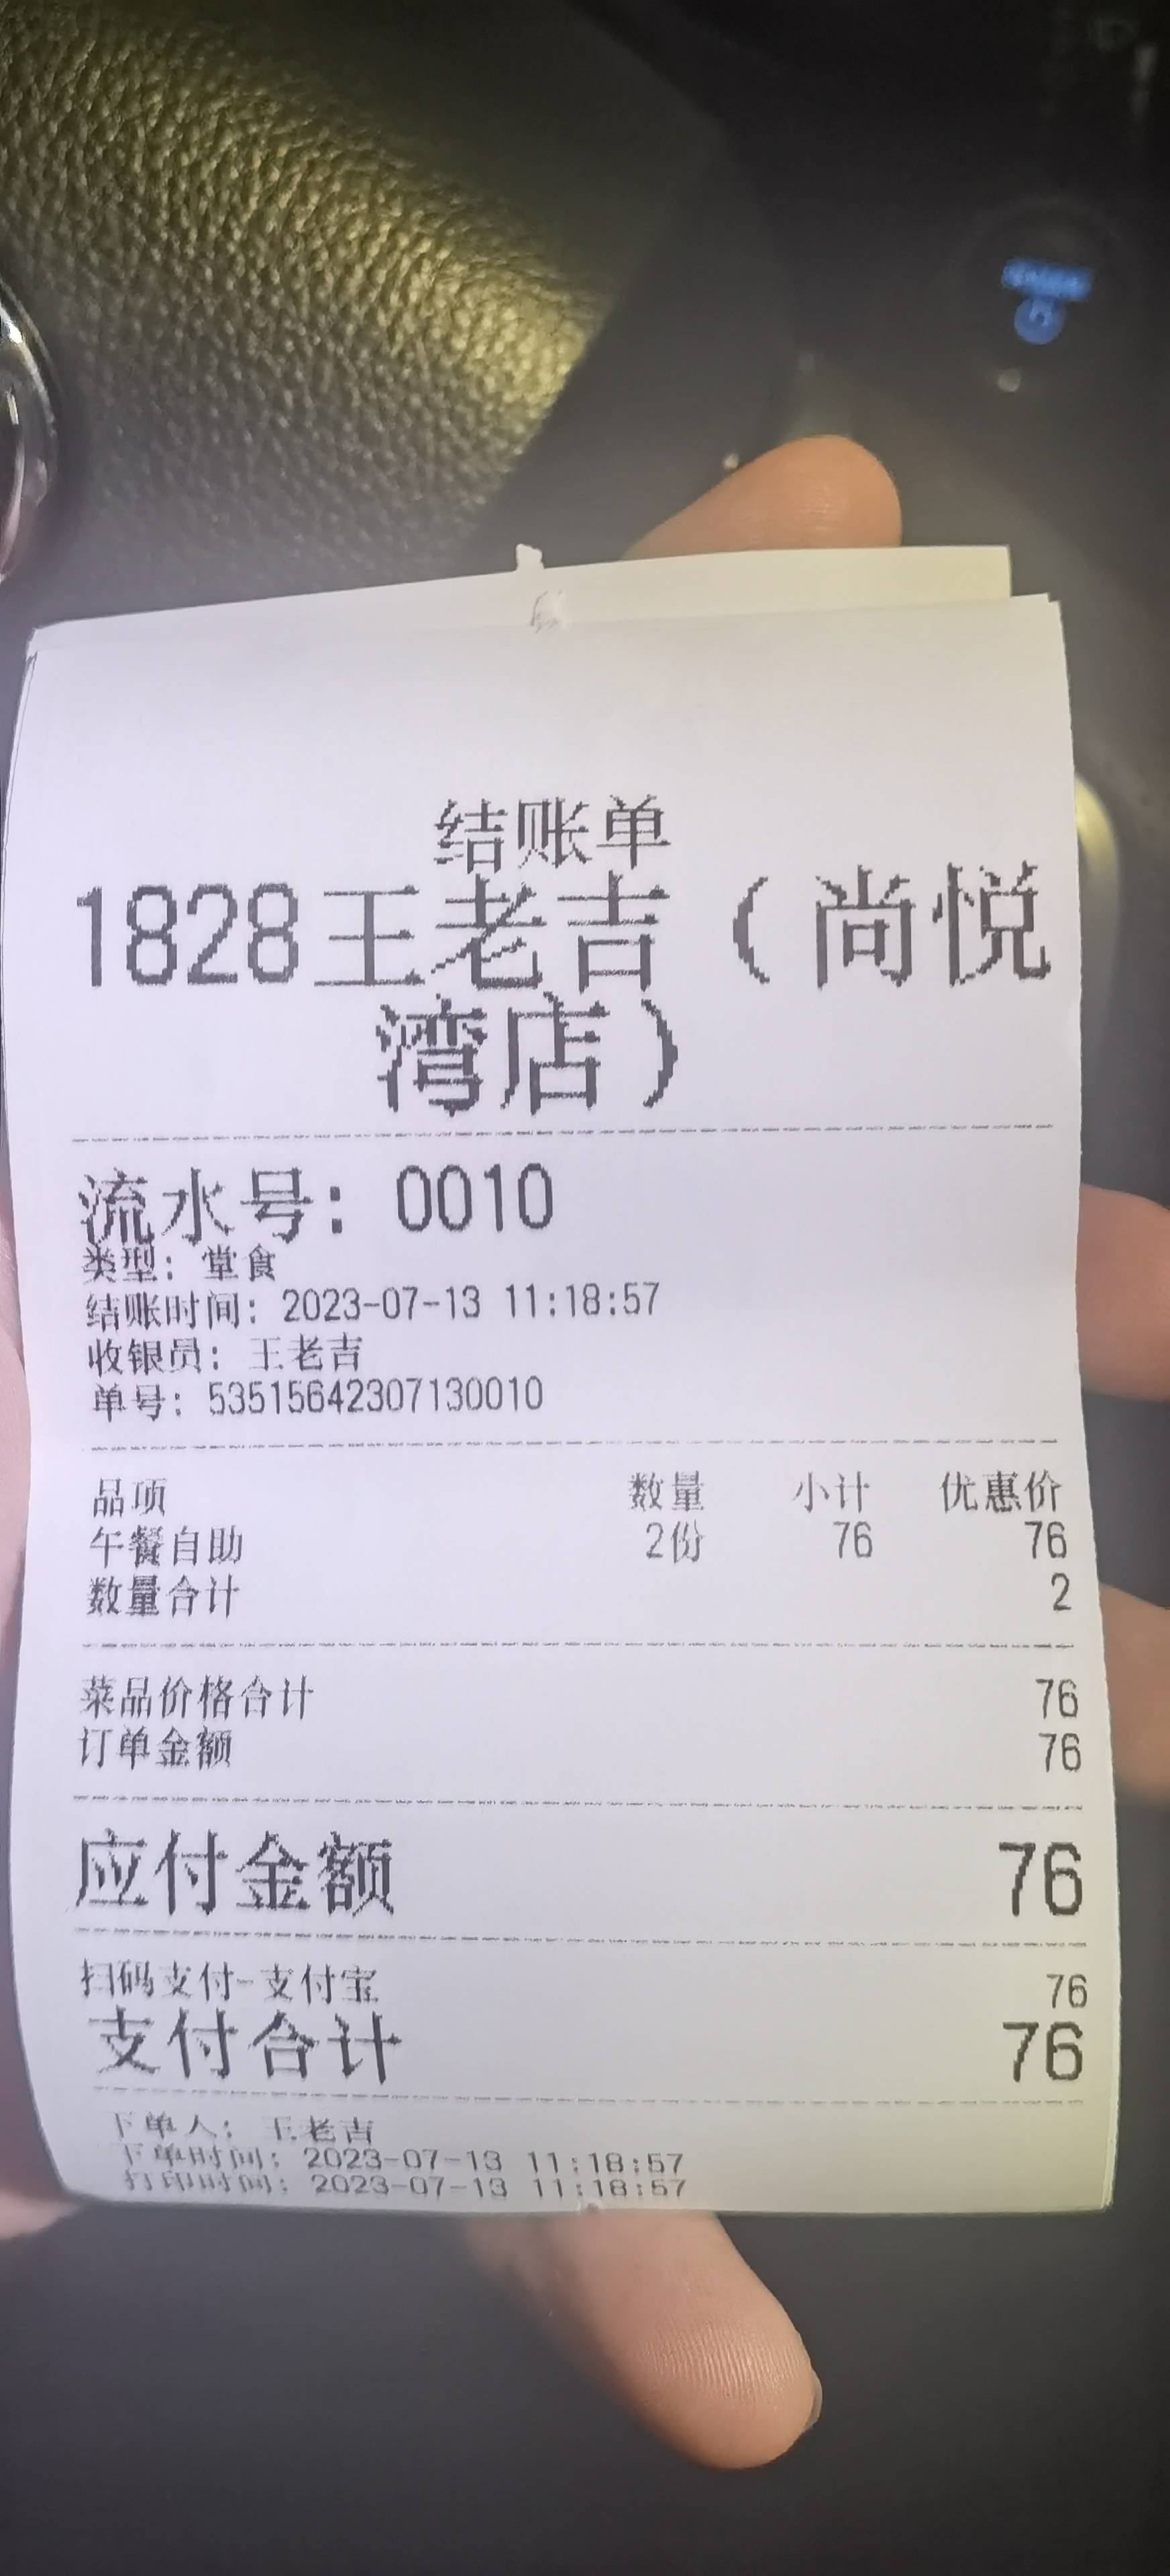 结账单
1828王老吉（尚悦
湾店）
流水号: 0010
类型: 堂食
结账时间: 2023-07-13 11:18:57
收银员: 王老吉
单号: 53515642307130010
品项 数量 小计 优惠价
午餐自助 2份 76 76
数量合计 2
菜品价格合计 76
订单金额 76
应付金额 76
扫码支付-支付宝 76
支付合计 76
下单人: 王老吉
下单时间: 2023-07-13 11:18:57
打印时间: 2023-07-13 11:18:57